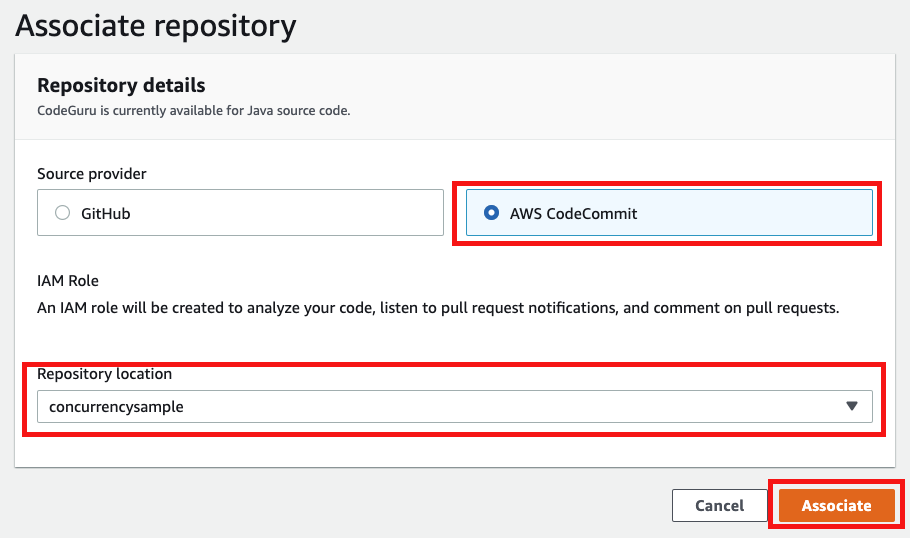 Associate repository
Repository details
CodeGuru is currently available for Java source code.
Source provider
GitHub
AWS CodeCommit
IAM Role
An IAM role will be created to analyze your code, listen to pull request notifications, and comment on pull requests.
Repository location
concurrencysample
Cancel
Associate